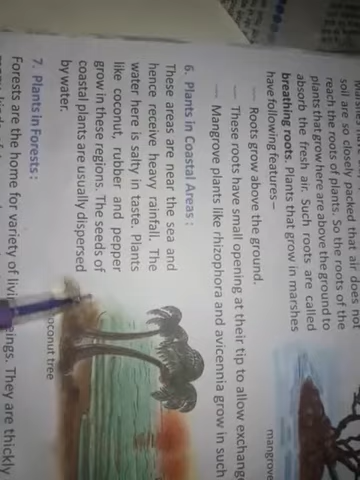 soil are so closely packed that air does not
reach the roots of plants. So the roots of the
plants that grow here are above the ground to
absorb the fresh air. Such roots are called
breathing roots. Plants that grow in marshes
have following features –
— Roots grow above the ground.
— These roots have small opening at their tip to allow exchange
— Mangrove plants like rhizophora and avicennia grow in such
mangrove
6. Plants in Coastal Areas :
These areas are near the sea and
hence receive heavy rainfall. The
water here is salty in taste. Plants
like coconut, rubber and pepper
grow in these regions. The seeds of
coastal plants are usually dispersed
by water.
oconut tree
7. Plants in Forests :
Forests are the home for variety of livi eings. They are thickly